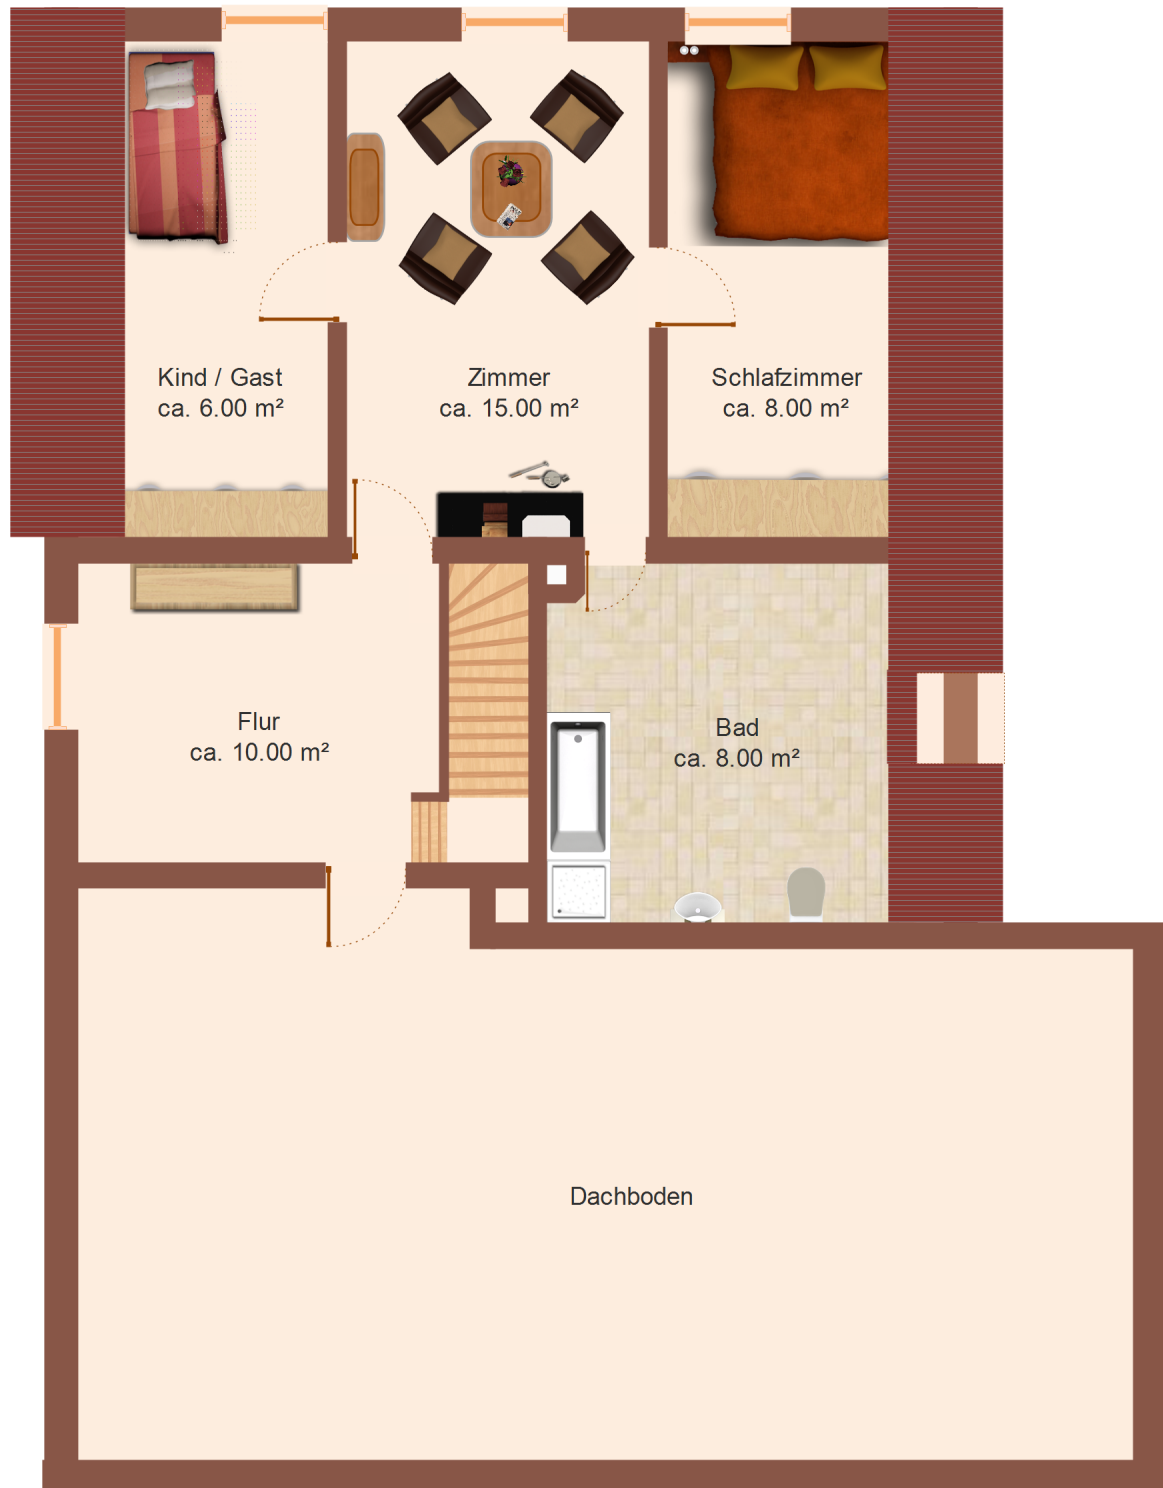 Kind / Gast
ca. 6.00 m²
Zimmer
ca. 15.00 m²
Schlafzimmer
ca. 8.00 m²
Flur
ca. 10.00 m²
Bad
ca. 8.00 m²
Dachboden